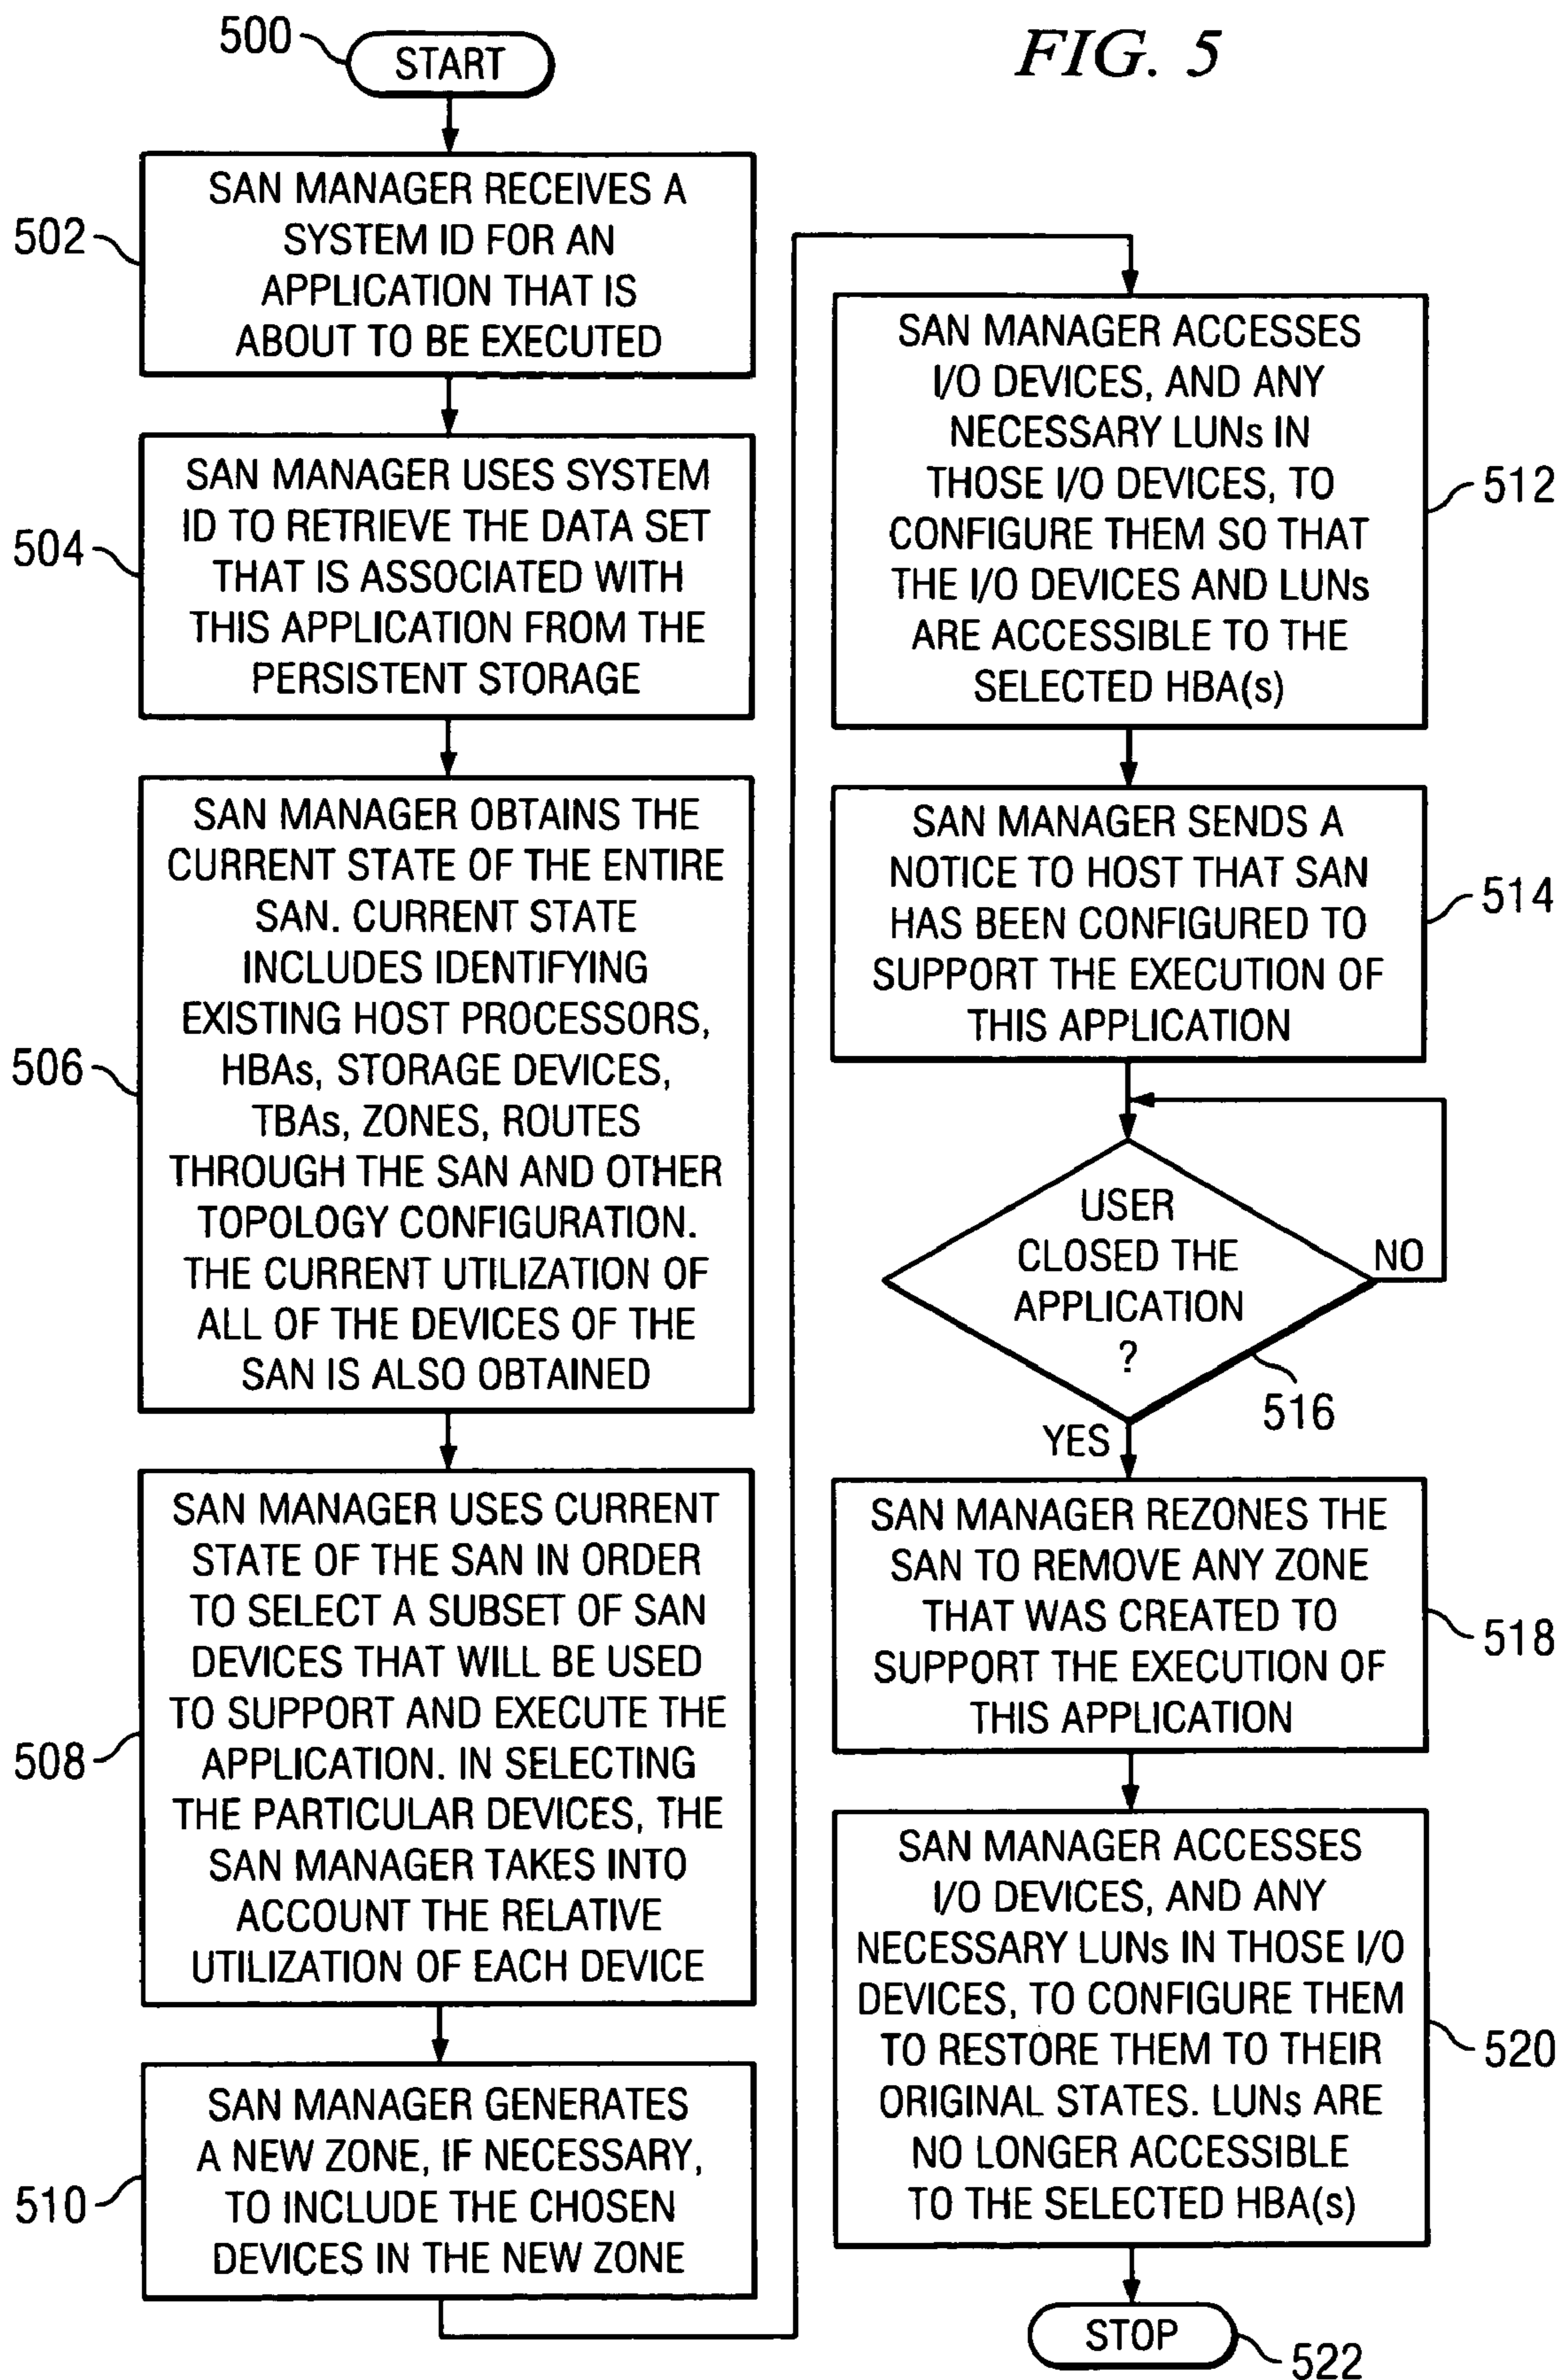 FIG. 5
500
START
502
SAN MANAGER RECEIVES A
SYSTEM ID FOR AN
APPLICATION THAT IS
ABOUT TO BE EXECUTED
504
SAN MANAGER USES SYSTEM
ID TO RETRIEVE THE DATA SET
THAT IS ASSOCIATED WITH
THIS APPLICATION FROM THE
PERSISTENT STORAGE
506
SAN MANAGER OBTAINS THE
CURRENT STATE OF THE ENTIRE
SAN. CURRENT STATE
INCLUDES IDENTIFYING
EXISTING HOST PROCESSORS,
HBAs, STORAGE DEVICES,
TBAs, ZONES, ROUTES
THROUGH THE SAN AND OTHER
TOPOLOGY CONFIGURATION.
THE CURRENT UTILIZATION OF
ALL OF THE DEVICES OF THE
SAN IS ALSO OBTAINED
508
SAN MANAGER USES CURRENT
STATE OF THE SAN IN ORDER
TO SELECT A SUBSET OF SAN
DEVICES THAT WILL BE USED
TO SUPPORT AND EXECUTE THE
APPLICATION. IN SELECTING
THE PARTICULAR DEVICES, THE
SAN MANAGER TAKES INTO
ACCOUNT THE RELATIVE
UTILIZATION OF EACH DEVICE
510
SAN MANAGER GENERATES
A NEW ZONE, IF NECESSARY,
TO INCLUDE THE CHOSEN
DEVICES IN THE NEW ZONE
SAN MANAGER ACCESSES
I/O DEVICES, AND ANY
NECESSARY LUNs IN
THOSE I/O DEVICES, TO
CONFIGURE THEM SO THAT
THE I/O DEVICES AND LUNs
ARE ACCESSIBLE TO THE
SELECTED HBA(s)
512
SAN MANAGER SENDS A
NOTICE TO HOST THAT SAN
HAS BEEN CONFIGURED TO
SUPPORT THE EXECUTION OF
THIS APPLICATION
514
USER
CLOSED THE
APPLICATION
?
NO
516
YES
SAN MANAGER REZONES THE
SAN TO REMOVE ANY ZONE
THAT WAS CREATED TO
SUPPORT THE EXECUTION OF
THIS APPLICATION
518
SAN MANAGER ACCESSES
I/O DEVICES, AND ANY
NECESSARY LUNs IN THOSE I/O
DEVICES, TO CONFIGURE THEM
TO RESTORE THEM TO THEIR
ORIGINAL STATES. LUNs ARE
NO LONGER ACCESSIBLE
TO THE SELECTED HBA(s)
520
STOP
522